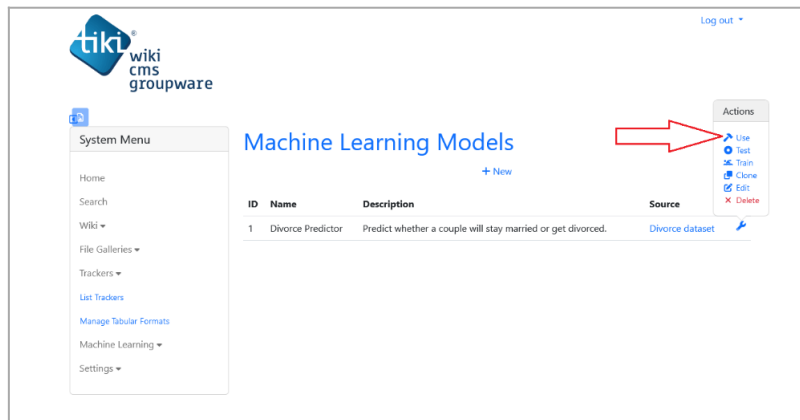 Log out
tiki®
wiki
cms
groupware
Actions
Use
Test
Train
Clone
Edit
Delete
System Menu
Home
Search
Wiki
File Galleries
Trackers
List Trackers
Manage Tabular Formats
Machine Learning
Settings
Machine Learning Models
+ New
ID Name Description Source
1 Divorce Predictor Predict whether a couple will stay married or get divorced. Divorce dataset